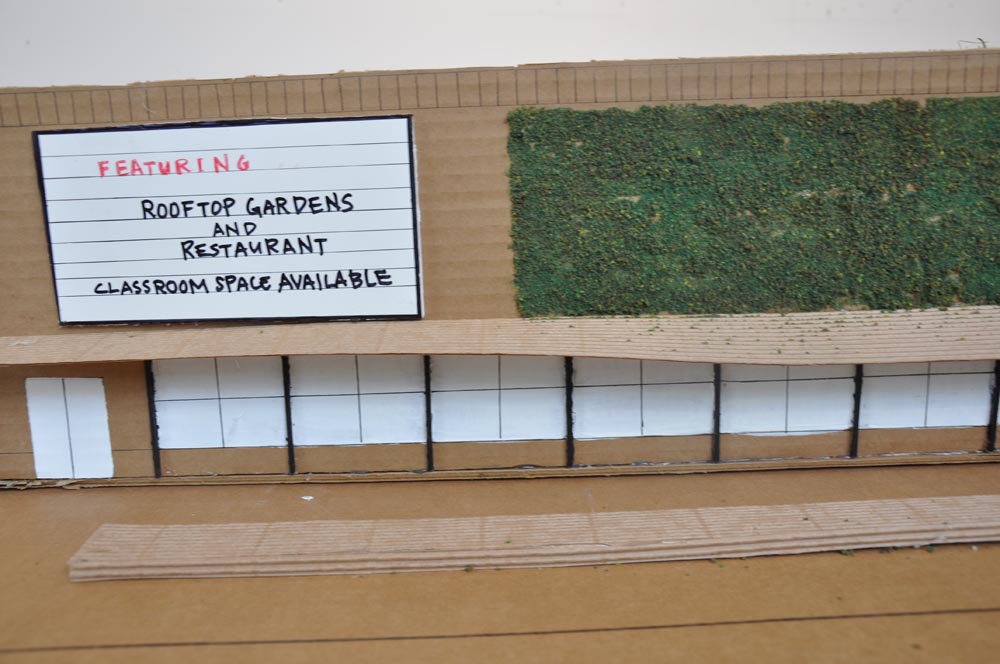 FEATURING
ROOFTOP GARDENS
AND
RESTAURANT
CLASSROOM SPACE AVAILABLE